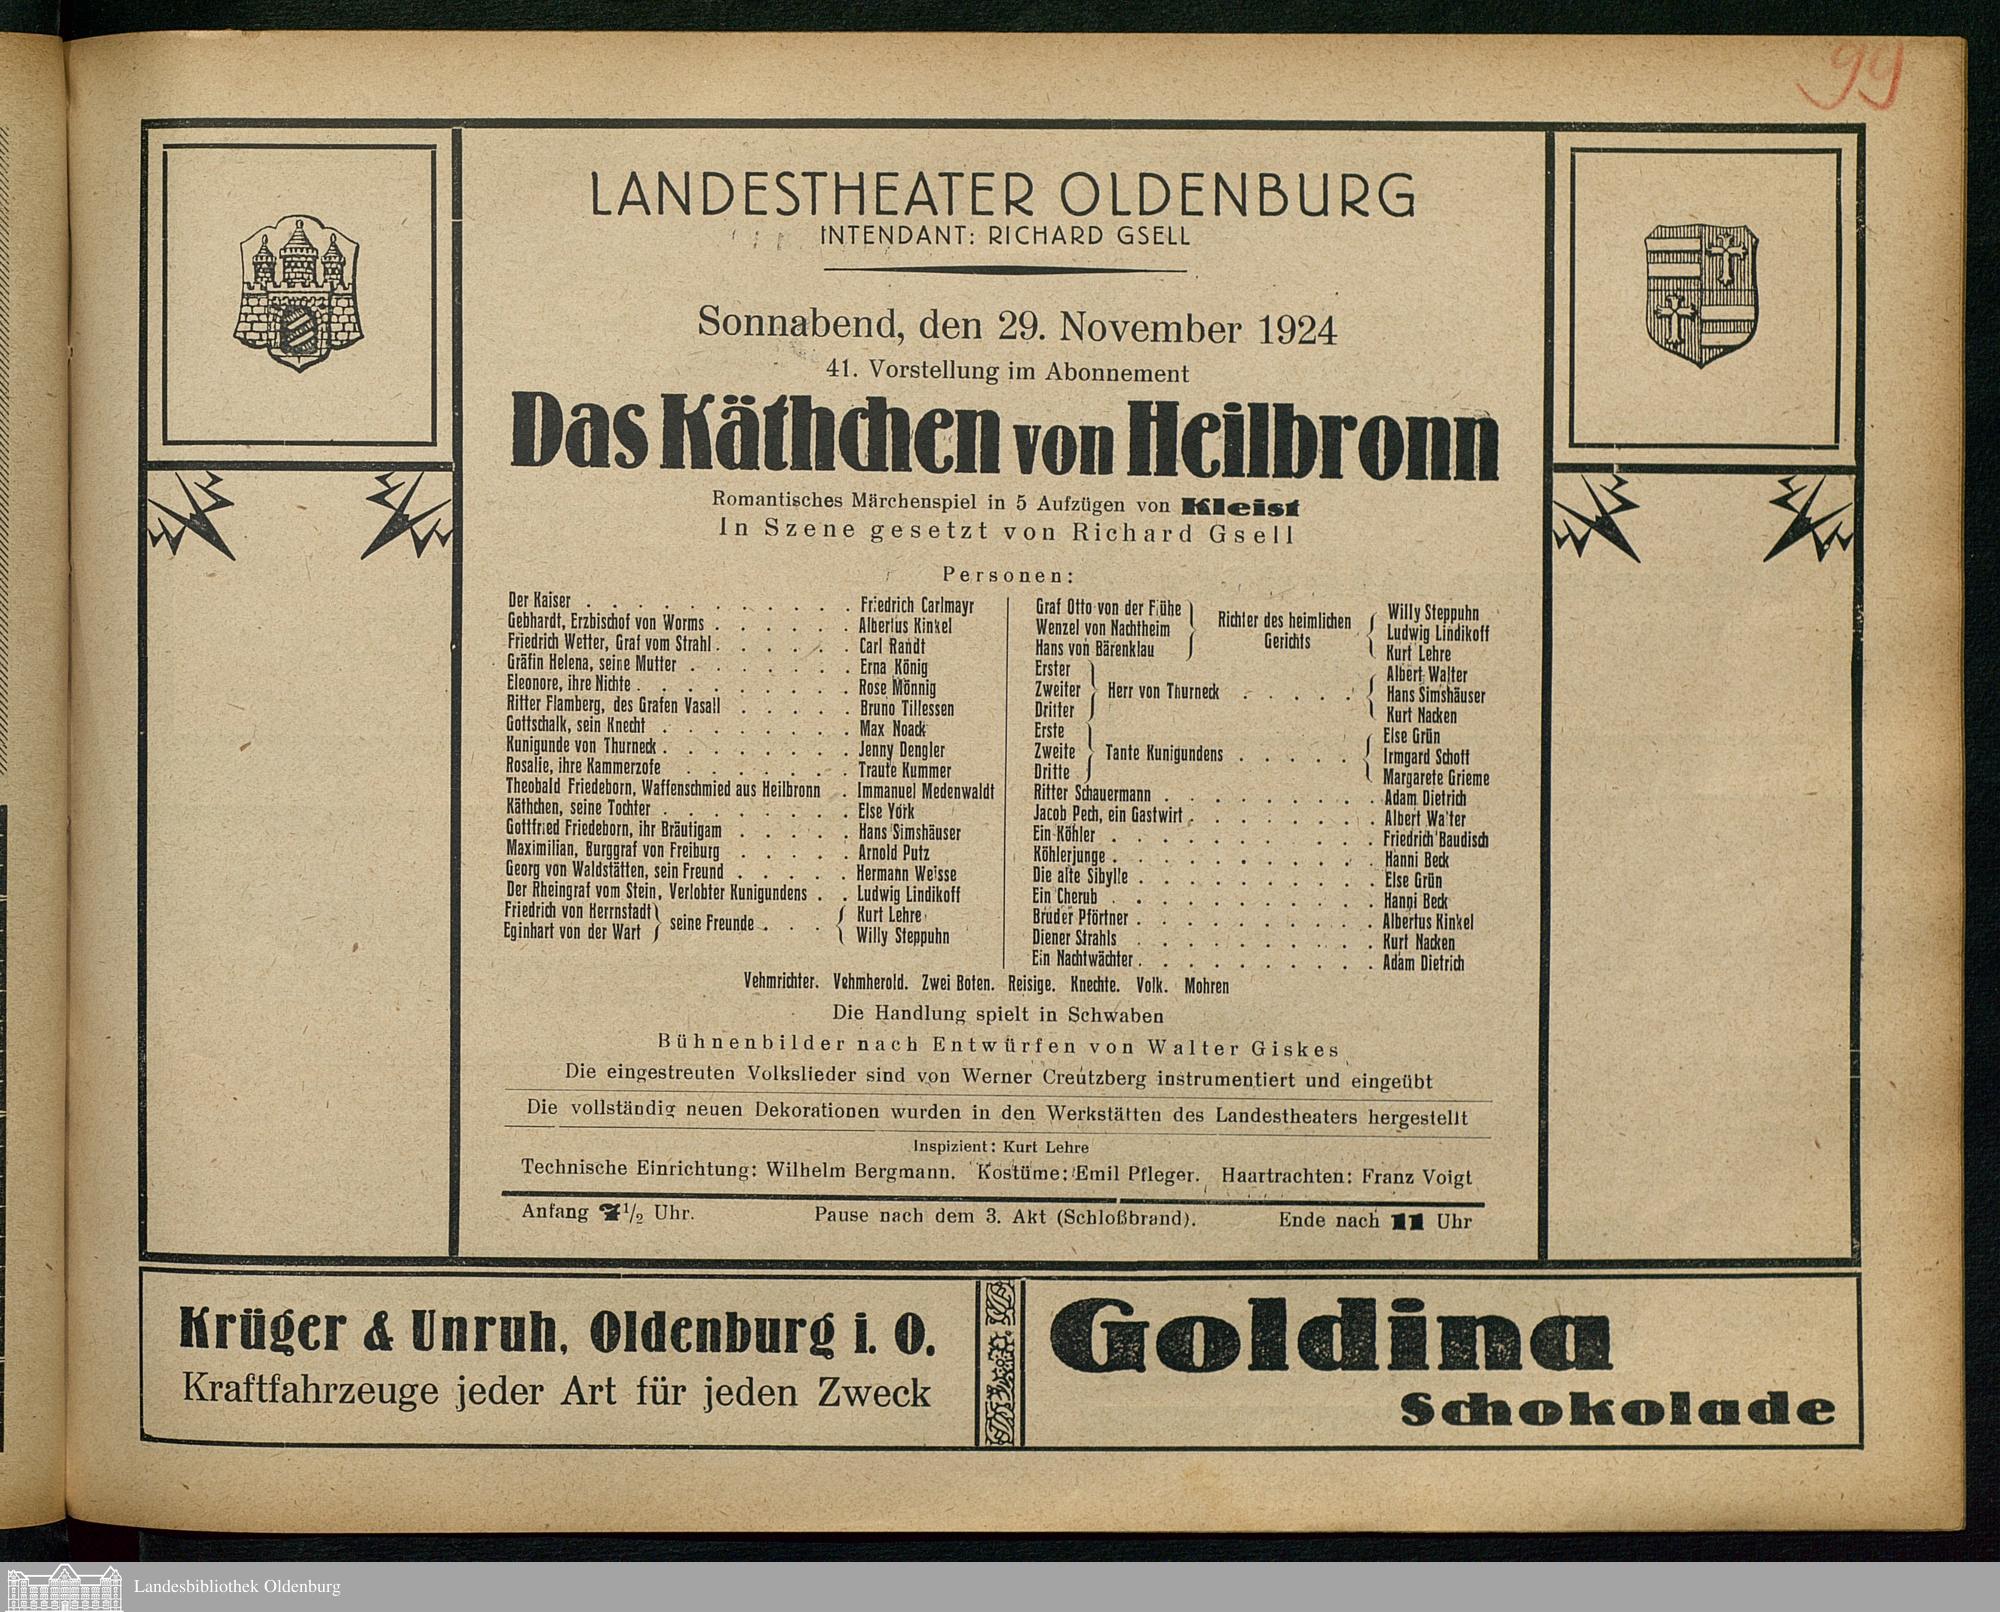 99
LANDESTHEATER OLDENBURG
INTENDANT: RICHARD GSELL
Sonnabend, den 29. November 1924
41. Vorstellung im Abonnement
Das Käthchen von Heilbronn
Romantisches Märchenspiel in 5 Aufzügen von Kleist
In Szene gesetzt von Richard Gsell
Personen:
Der Kaiser . . . . . . . . . . . Friedrich Carlmayr
Gebhardt, Erzbischof von Worms . . . . . . Albertus Kinkel
Friedrich Wetter, Graf vom Strahl . . . . . . Carl Randt
Gräfin Helena, seine Mutter . . . . . . . Erna König
Eleonore, ihre Nichte . . . . . . . . . Rose Mönnig
Ritter Flamberg, des Grafen Vasall . . . . . Bruno Tillessen
Gottschalk, sein Knecht . . . . . . . . Max Noack
Kunigunde von Thurneck . . . . . . . . Jenny Dengler
Rosalie, ihre Kammerzofe . . . . . . . Traute Kummer
Theobald Friedeborn, Waffenschmied aus Heilbronn . Immanuel Medenwaldt
Käthchen, seine Tochter . . . . . . . . Else York
Gottfried Friedeborn, ihr Bräutigam . . . . . Hans Simshäuser
Maximilian, Burggraf von Freiburg . . . . . Arnold Putz
Georg von Waldstätten, sein Freund . . . . . Hermann Weisse
Der Rheingraf vom Stein, Verlobter Kunigundens . . Ludwig Lindikoff
Friedrich von Herrnstadt } seine Freunde . . . { Kurt Lehre
Eginhart von der Wart Willy Steppuhn
Graf Otto von der Flühe } Richter des heimlichen { Willy Steppuhn
Wenzel von Nachtheim Gerichts Ludwig Lindikoff
Hans von Bärenklau Kurt Lehre
Erster Albert Walter
Zweiter } Herr von Thurneck . . . . . { Hans Simshäuser
Dritter Kurt Nacken
Erste Else Grün
Zweite } Tante Kunigundens . . . . . { Irmgard Schott
Dritte Margarete Grieme
Ritter Schauermann . . . . . . . . . Adam Dietrich
Jacob Pech, ein Gastwirt . . . . . . . . Albert Walter
Ein Köhler . . . . . . . . . . Friedrich Baudisch
Köhlerjunge . . . . . . . . . . . Hanni Beck
Die alte Sibylle . . . . . . . . . . Else Grün
Ein Cherub . . . . . . . . . . . Hanni Beck
Bruder Pförtner . . . . . . . . . . Albertus Kinkel
Diener Strahls . . . . . . . . . . Kurt Nacken
Ein Nachtwächter . . . . . . . . . . Adam Dietrich
Vehmrichter. Vehmherold. Zwei Boten. Reisige. Knechte. Volk. Mohren
Die Handlung spielt in Schwaben
Bühnenbilder nach Entwürfen von Walter Giskes
Die eingestreuten Volkslieder sind von Werner Creutzberg instrumentiert und eingeübt
Die vollständig neuen Dekorationen wurden in den Werkstätten des Landestheaters hergestellt
Inspizient: Kurt Lehre
Technische Einrichtung: Wilhelm Bergmann. Kostüme: Emil Pfleger. Haartrachten: Franz Voigt
Anfang 7 1/2 Uhr. Pause nach dem 3. Akt (Schloßbrand). Ende nach 11 Uhr
Krüger & Unruh, Oldenburg i. O.
Kraftfahrzeuge jeder Art für jeden Zweck
Goldina
Schokolade
Landesbibliothek Oldenburg